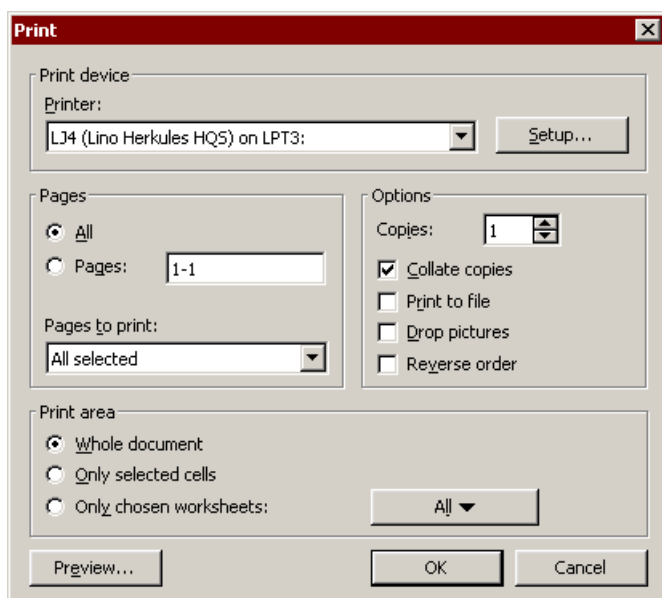 Print
Print device
Printer:
LJ4 (Lino Herkules HQS) on LPT3:
Setup...
Pages
All
Pages: 1-1
Pages to print:
All selected
Options
Copies: 1
Collate copies
Print to file
Drop pictures
Reverse order
Print area
Whole document
Only selected cells
Only chosen worksheets: All
Preview... OK Cancel